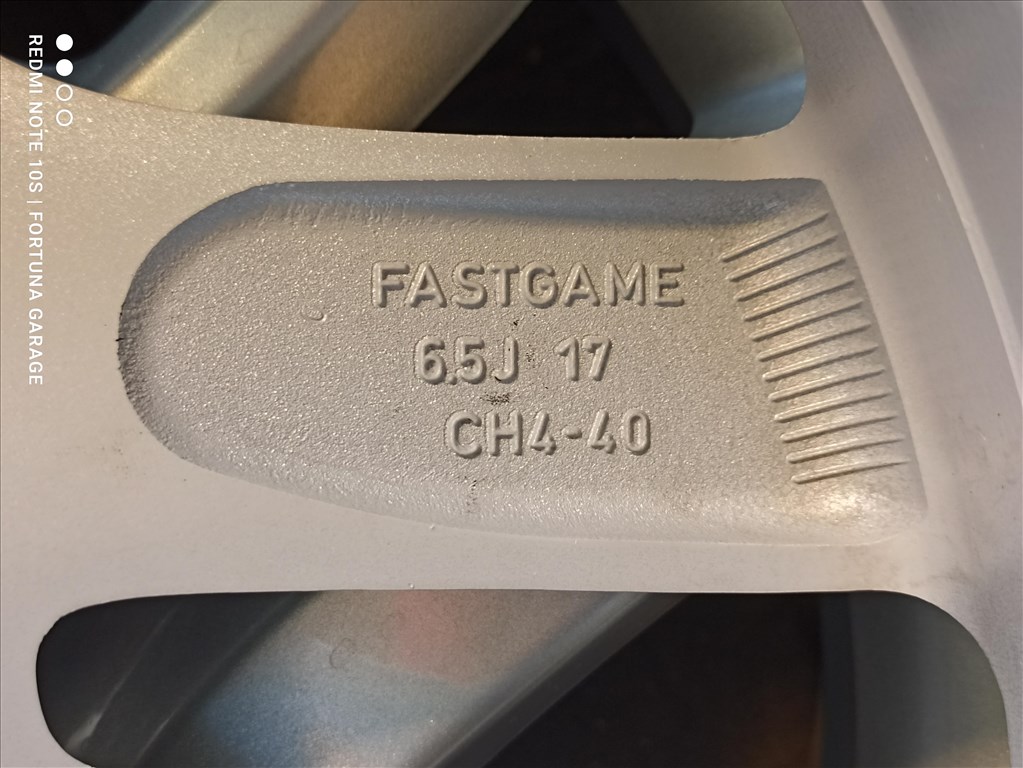 FASTGAME
6.5J 17
CH4-40
REDMI NOTE 10S | FORTUNA GARAGE